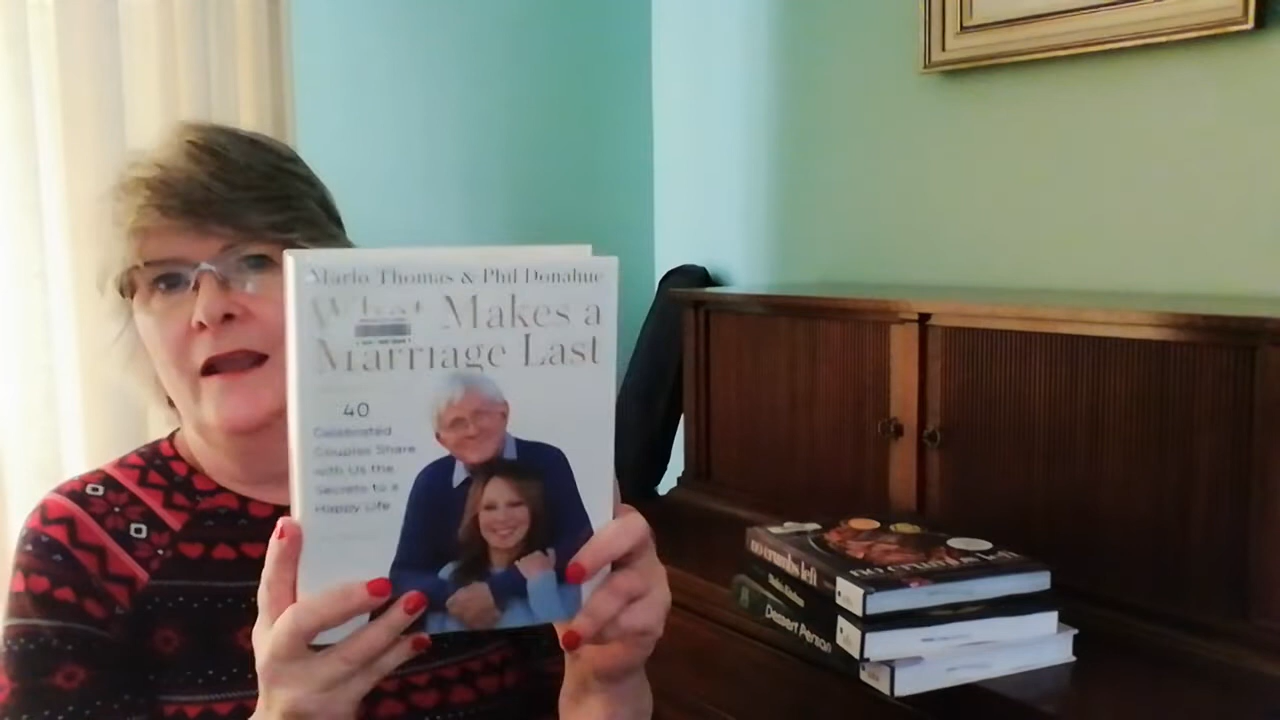 Marlo Thomas & Phil Donahue
What Makes a
Marriage Last
40
Celebrated
Couples Share
with Us the
Secrets to a
Happy Life
no crumbs left
no crumbs left
Dessert Person